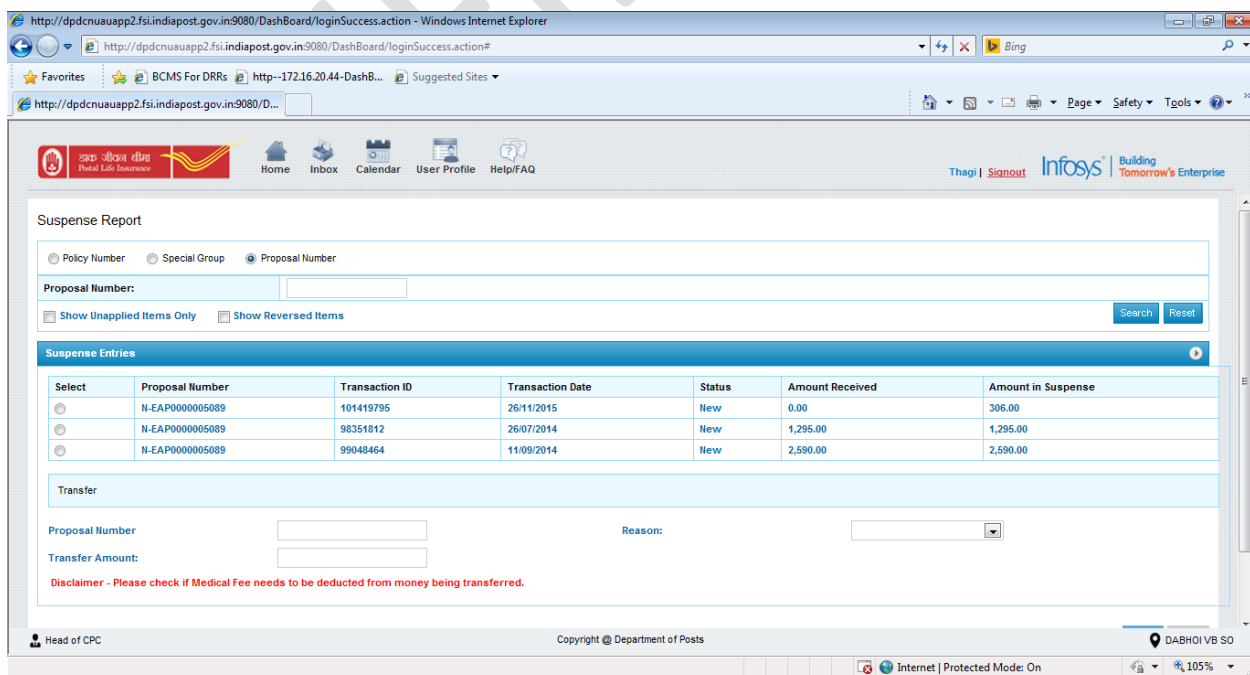 http://dpdcnuauapp2.fsi.indiapost.gov.in:9080/DashBoard/loginSuccess.action - Windows Internet Explorer
http://dpdcnuauapp2.fsi.indiapost.gov.in:9080/DashBoard/loginSuccess.action# Bing
Favorites BCMS For DRRs http--172.16.20.44-DashB... Suggested Sites
http://dpdcnuauapp2.fsi.indiapost.gov.in:9080/D... Page Safety Tools
डाक जीवन बीमा
Postal Life Insurance
Home Inbox Calendar User Profile Help/FAQ
Thagi | Signout Infosys | Building Tomorrow's Enterprise
Suspense Report
Policy Number Special Group Proposal Number
Proposal Number:
Show Unapplied Items Only Show Reversed Items Search Reset
Suspense Entries
Select Proposal Number Transaction ID Transaction Date Status Amount Received Amount in Suspense
N-EAP0000005089 101419795 26/11/2015 New 0.00 306.00
N-EAP0000005089 98351812 26/07/2014 New 1,295.00 1,295.00
N-EAP0000005089 99048464 11/09/2014 New 2,590.00 2,590.00
Transfer
Proposal Number Reason:
Transfer Amount:
Disclaimer - Please check if Medical Fee needs to be deducted from money being transferred.
Head of CPC Copyright @ Department of Posts DABHOI VB SO
Internet | Protected Mode: On 105%